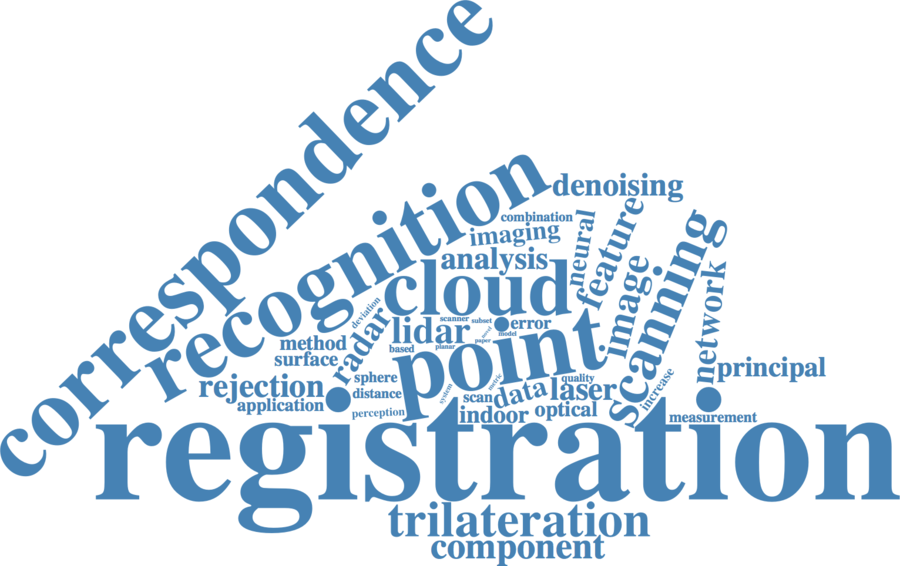 correspondence
recognition
denoising
combination
imaging
neural
feature
analysis
cloud
image
scanning
network
deviation
radar
scanner
subset
lidar
error
novel
model
paper
planar
based
method
surface
point
principal
rejection
sphere
distance
application
perception
system
metric
scan
data
quality
laser
increase
indoor
optical
measurement
registration
trilateration
component